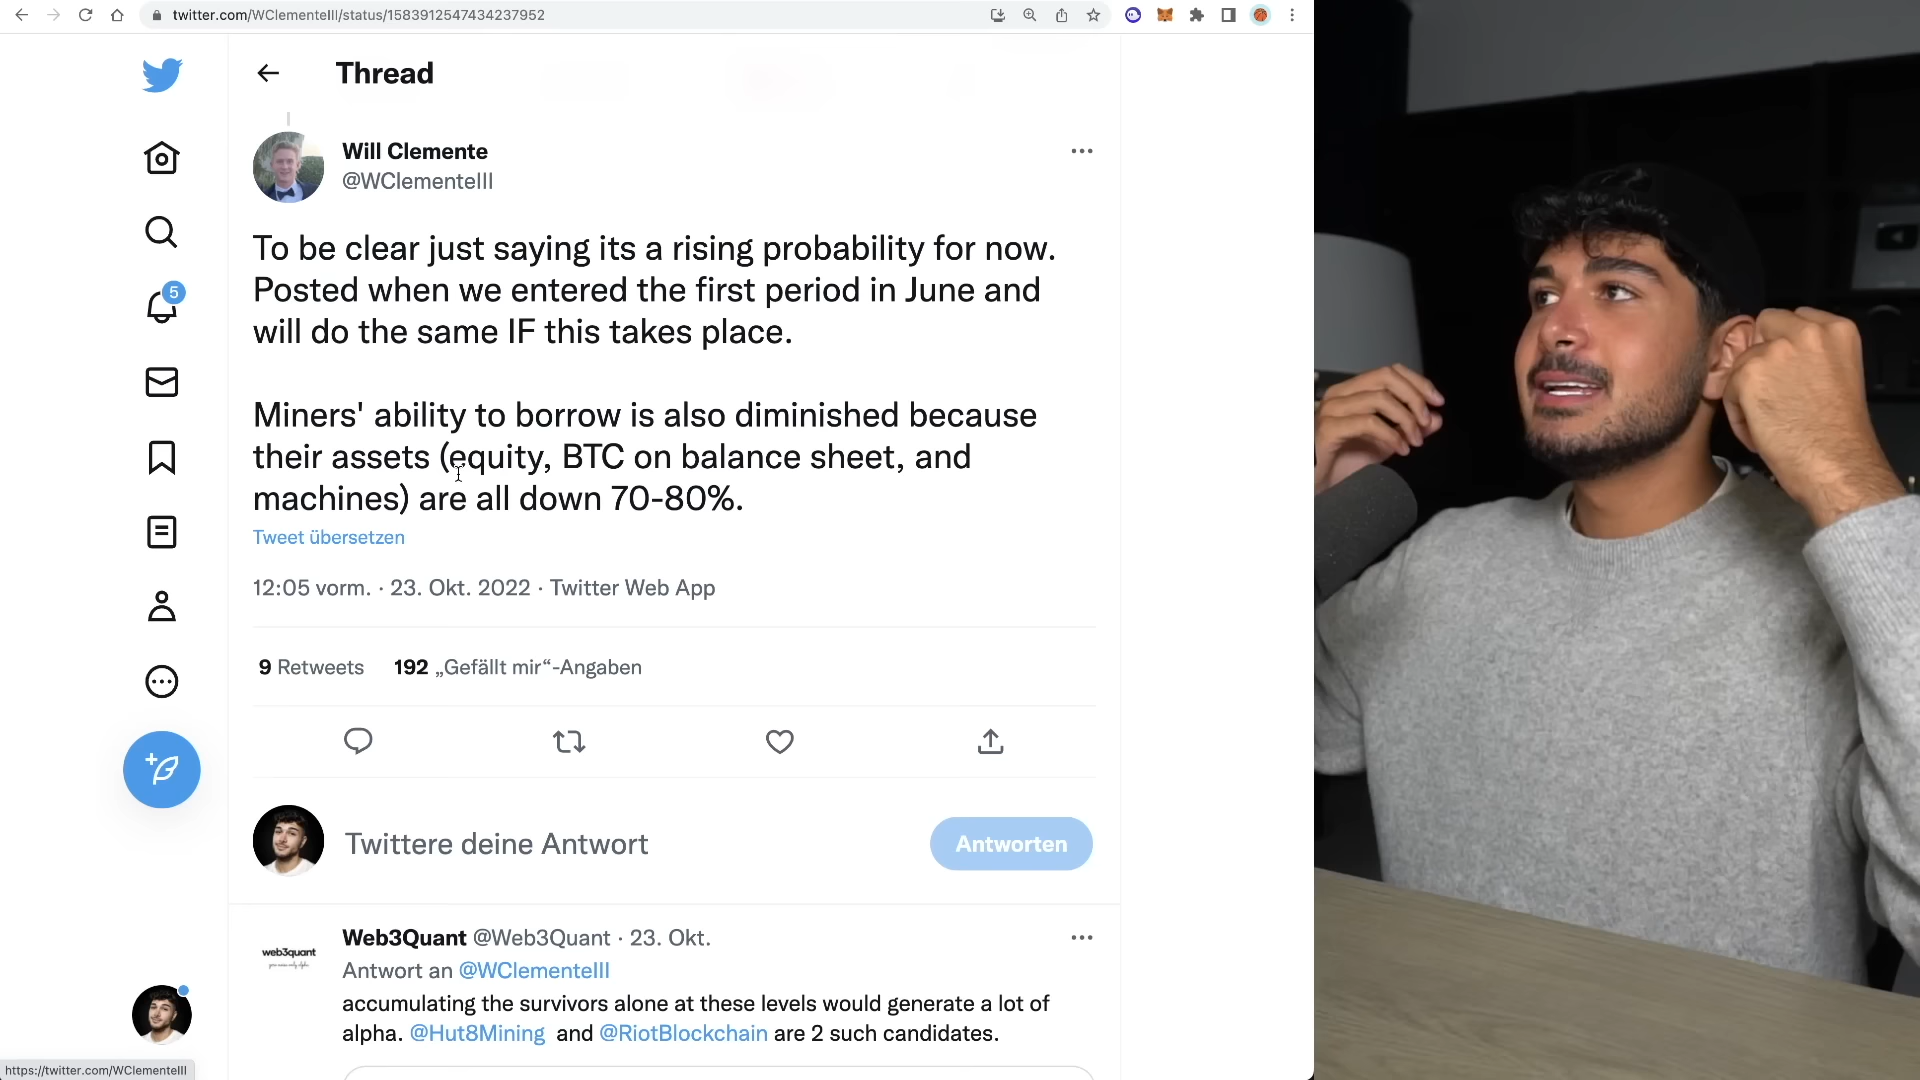 twitter.com/WClementeIII/status/1583912547434237952
Thread
Will Clemente
@WClementeIII
To be clear just saying its a rising probability for now.
Posted when we entered the first period in June and
will do the same IF this takes place.
Miners' ability to borrow is also diminished because
their assets (equity, BTC on balance sheet, and
machines) are all down 70-80%.
Tweet übersetzen
12:05 vorm. · 23. Okt. 2022 · Twitter Web App
9 Retweets 192 „Gefällt mir“-Angaben
5
Twittere deine Antwort
Antworten
web3quant
Web3Quant @Web3Quant · 23. Okt.
Antwort an @WClementeIII
accumulating the survivors alone at these levels would generate a lot of
alpha. @Hut8Mining and @RiotBlockchain are 2 such candidates.
https://twitter.com/WClementeIII